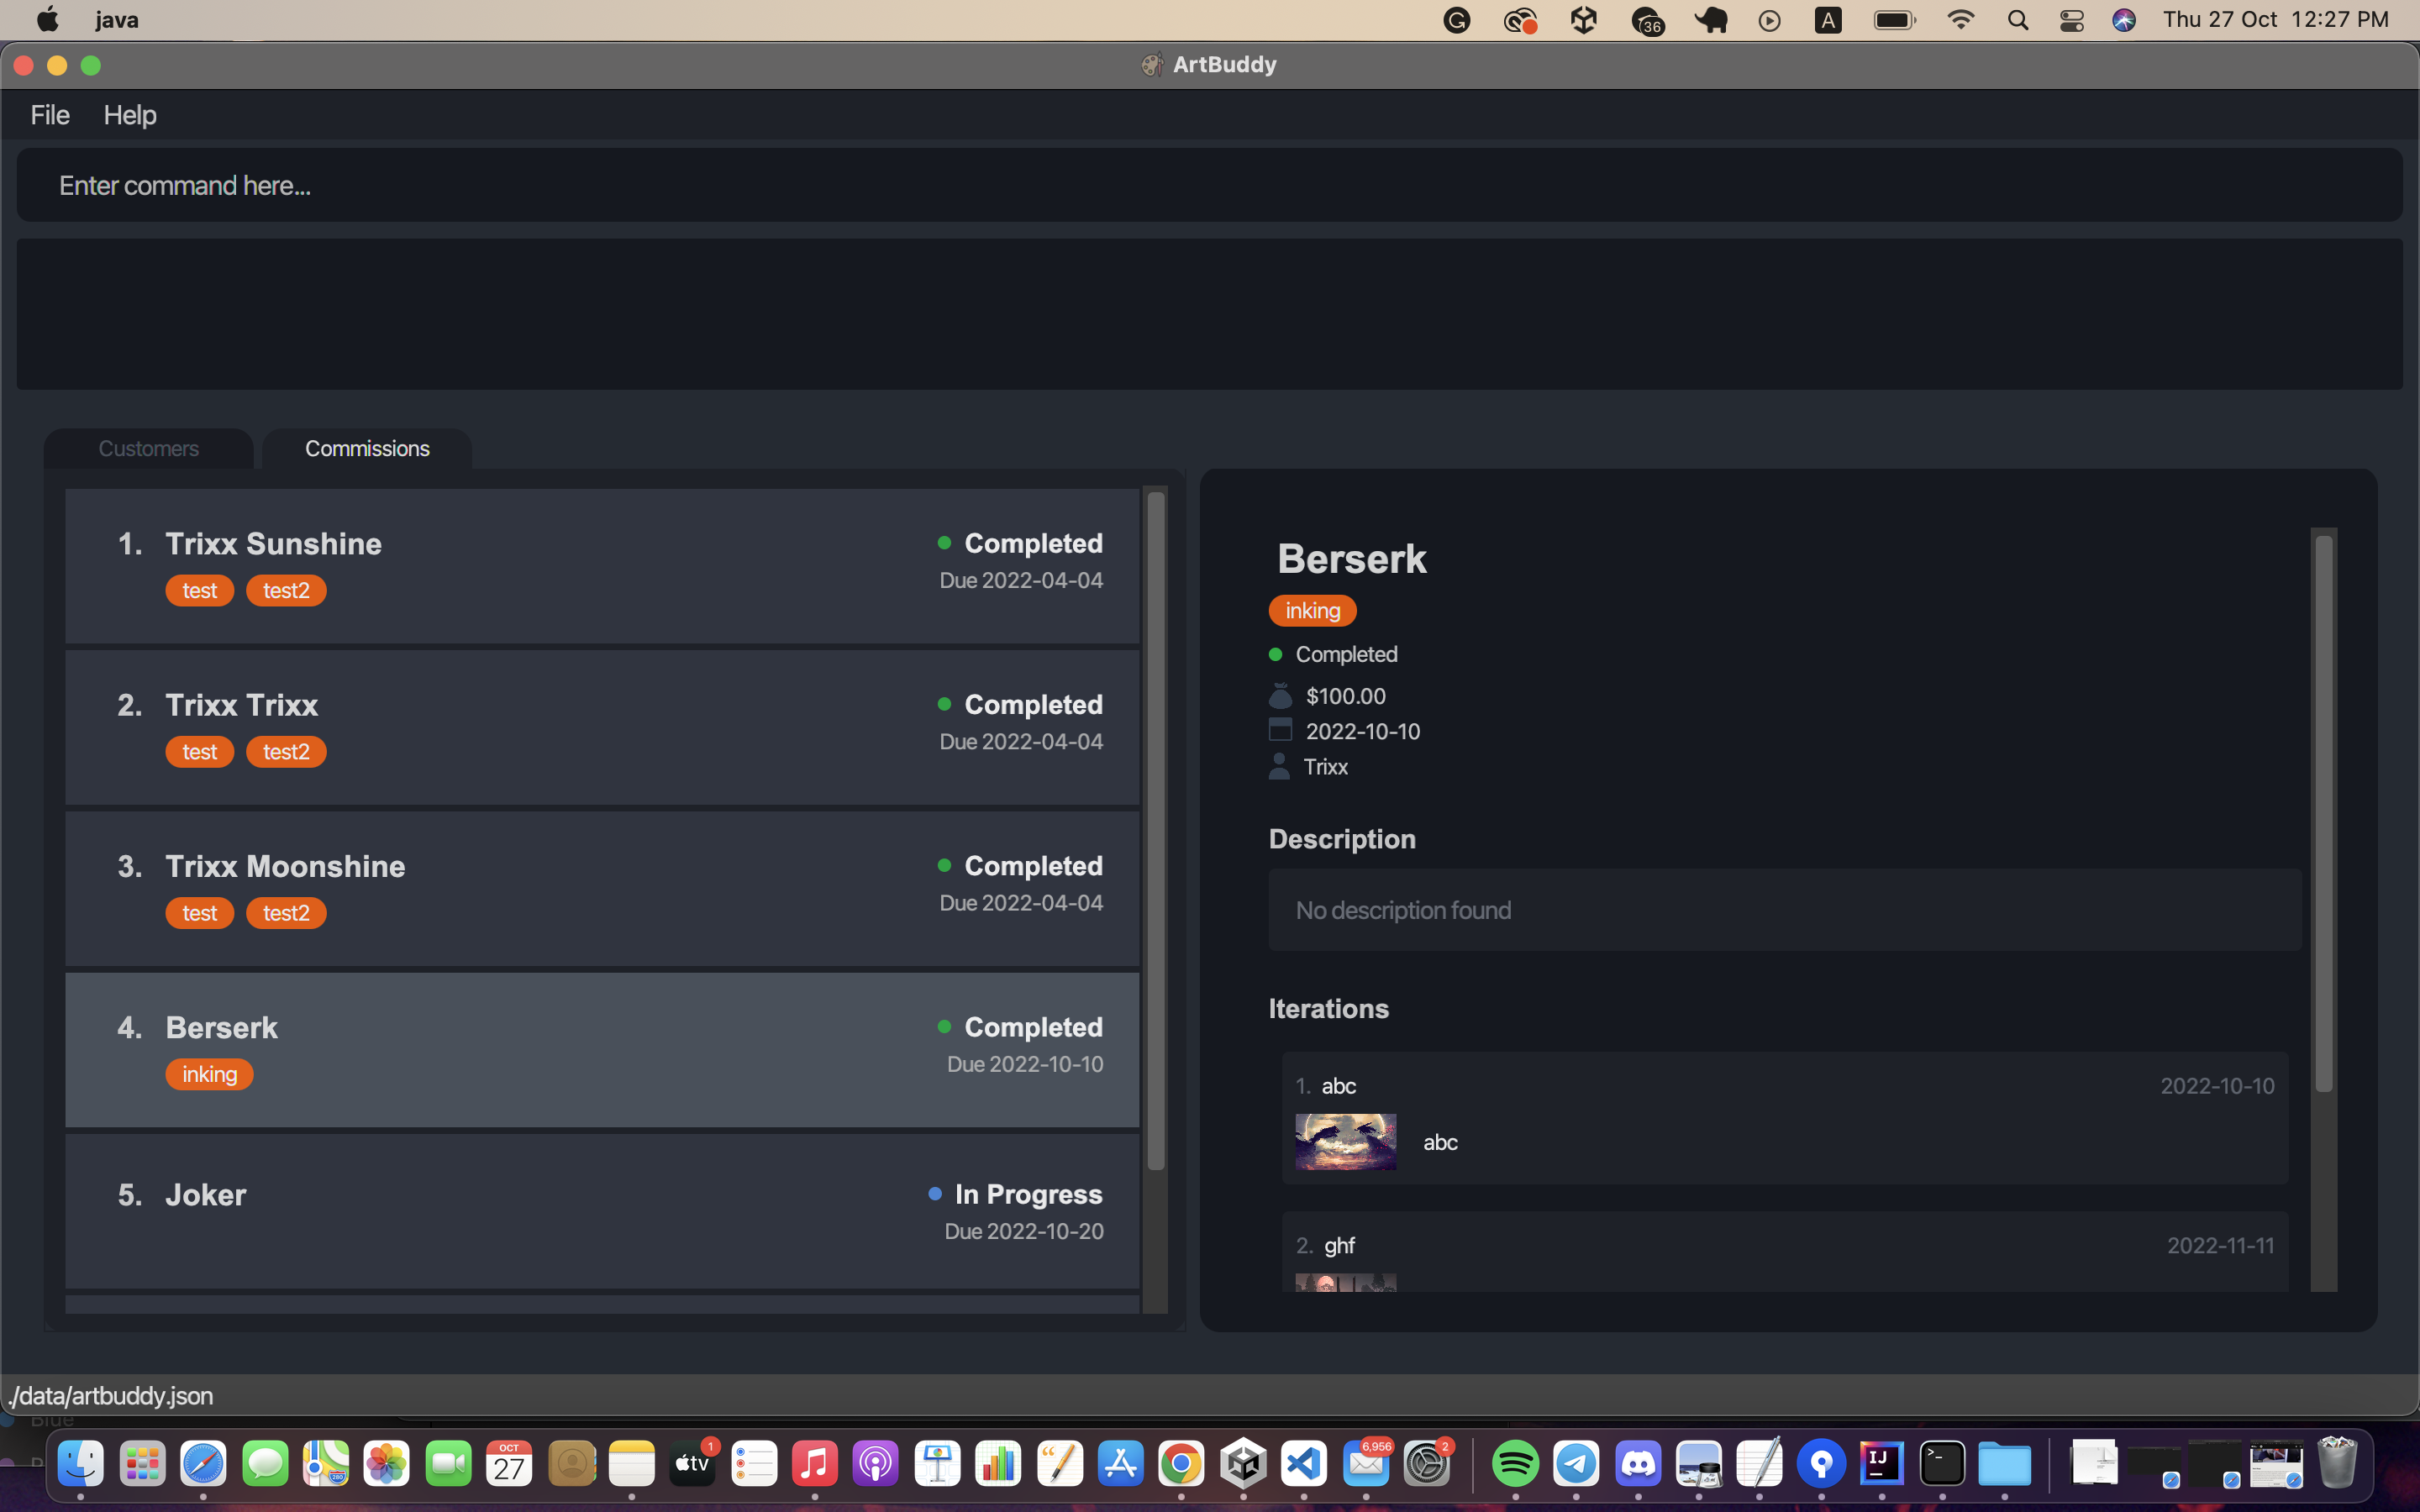 java
36
A
Thu 27 Oct 12:27 PM
ArtBuddy
File Help
Enter command here...
Customers Commissions
1. Trixx Sunshine
Completed
test test2
Due 2022-04-04
2. Trixx Trixx
Completed
test test2
Due 2022-04-04
3. Trixx Moonshine
Completed
test test2
Due 2022-04-04
4. Berserk
Completed
inking
Due 2022-10-10
5. Joker
In Progress
Due 2022-10-20
Berserk
inking
Completed
$100.00
2022-10-10
Trixx
Description
No description found
Iterations
1. abc 2022-10-10
abc
2. ghf 2022-11-11
./data/artbuddy.json
Blue
OCT
27
280
tv
1
6,956
2
IJ